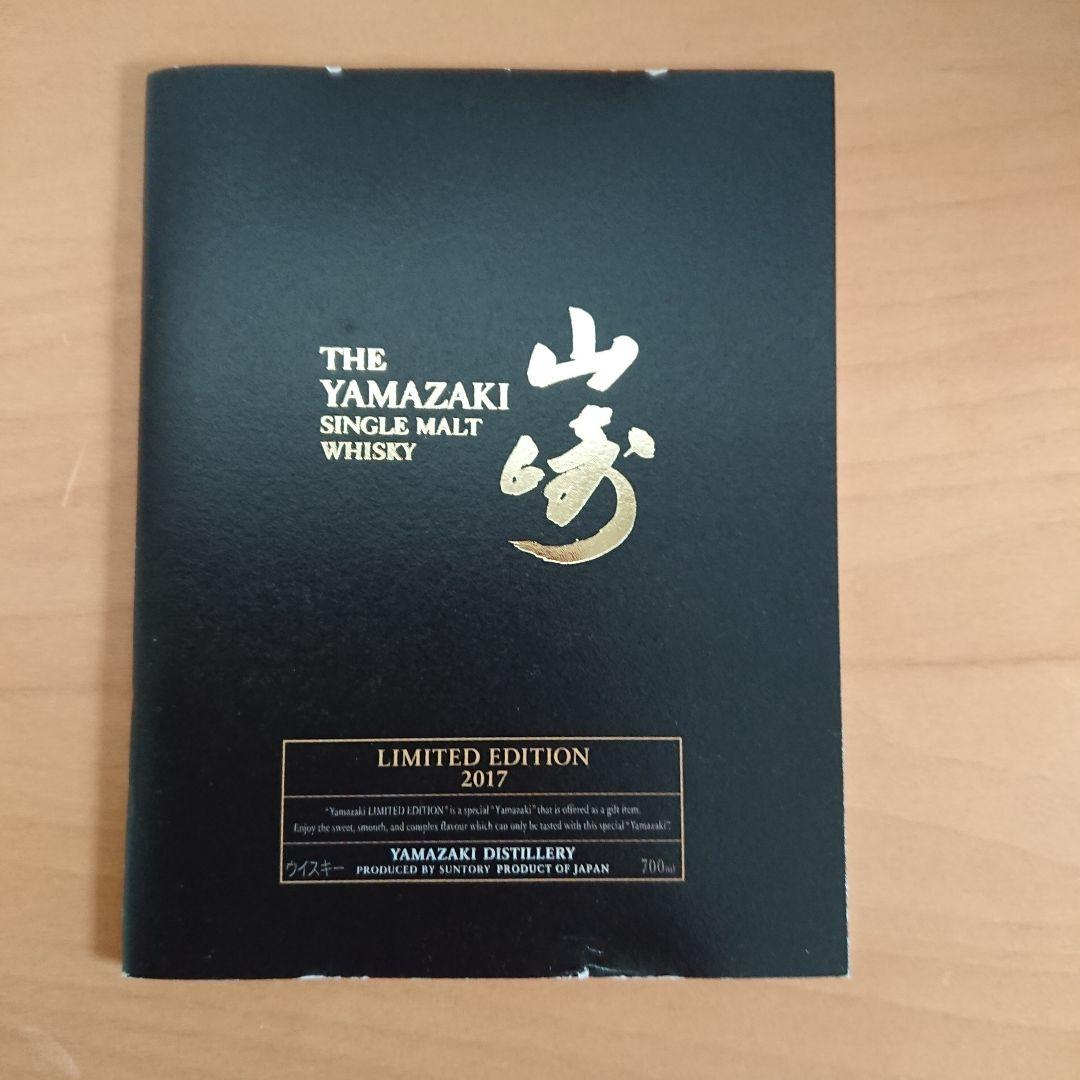 THE
YAMAZAKI
SINGLE MALT
WHISKY
山崎
LIMITED EDITION
2017
"Yamazaki LIMITED EDITION" is a special "Yamazaki" that is offered as a gift item.
Enjoy the sweet, smooth, and complex flavour which can only be tasted with this special "Yamazaki".
YAMAZAKI DISTILLERY
ウイスキー PRODUCED BY SUNTORY PRODUCT OF JAPAN 700ml